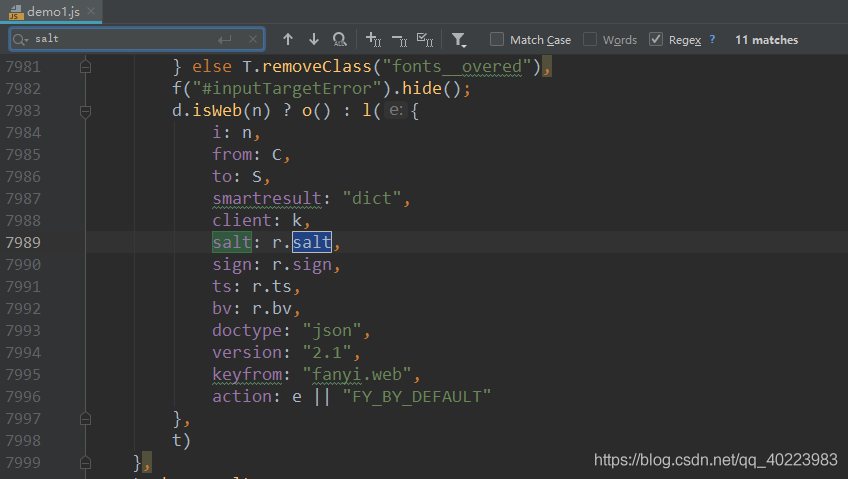 demo1.js
salt
Match Case
Words
Regex ?
11 matches
7981 } else T.removeClass("fonts__overed"),
7982 f("#inputTargetError").hide();
7983 d.isWeb(n) ? o() : l( e: {
7984 i: n,
7985 from: C,
7986 to: S,
7987 smartresult: "dict",
7988 client: k,
7989 salt: r.salt,
7990 sign: r.sign,
7991 ts: r.ts,
7992 bv: r.bv,
7993 doctype: "json",
7994 version: "2.1",
7995 keyfrom: "fanyi.web",
7996 action: e || "FY_BY_DEFAULT"
7997 },
7998 t)
7999 },
https://blog.csdn.net/qq_40223983